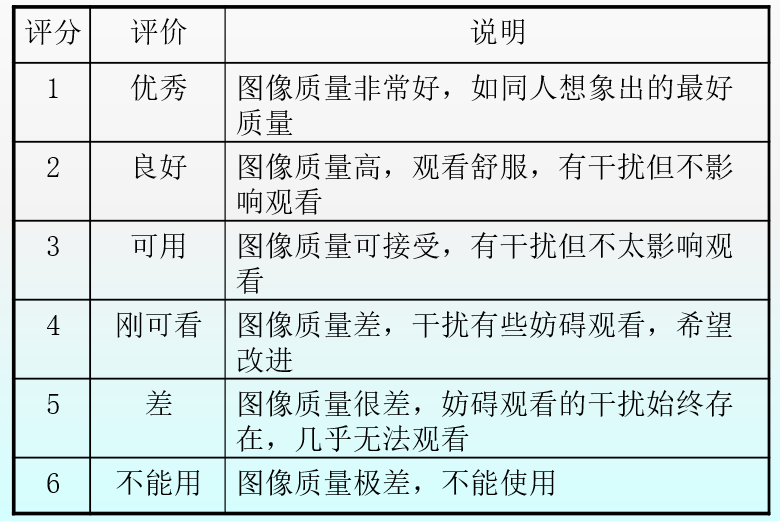 评分 评价 说明
1 优秀 图像质量非常好，如同人想象出的最好
质量
2 良好 图像质量高，观看舒服，有干扰但不影
响观看
3 可用 图像质量可接受，有干扰但不太影响观
看
4 刚可看 图像质量差，干扰有些妨碍观看，希望
改进
5 差 图像质量很差，妨碍观看的干扰始终存
在，几乎无法观看
6 不能用 图像质量极差，不能使用